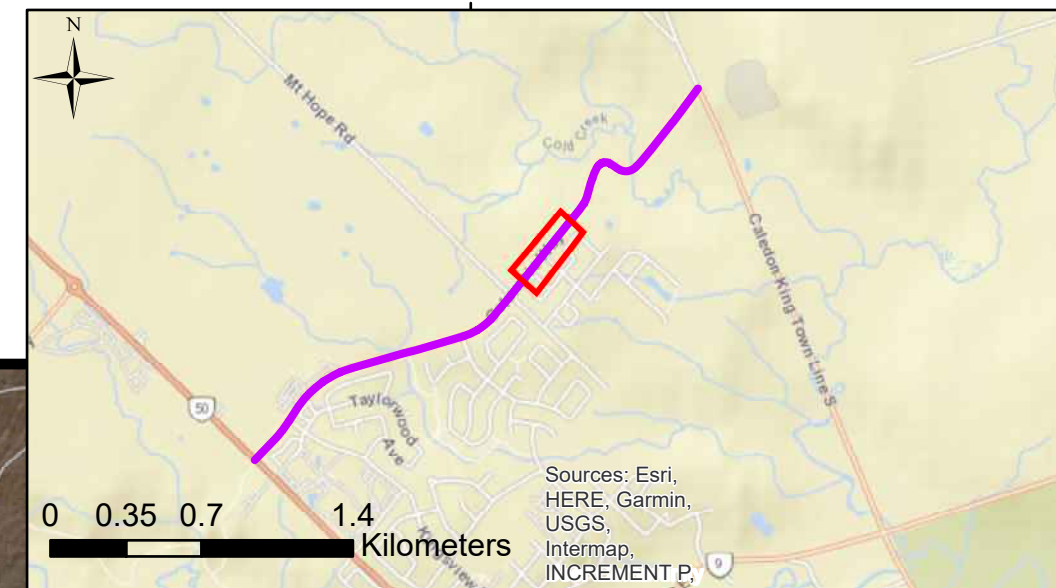 N
Mt Hope Rd
Cold Creek
Caledon King Town Line S
50
Taylorwood
Ave
Sources: Esri,
HERE, Garmin,
USGS,
Intermap,
INCREMENT P,
0 0.35 0.7 1.4
Kilometers
9